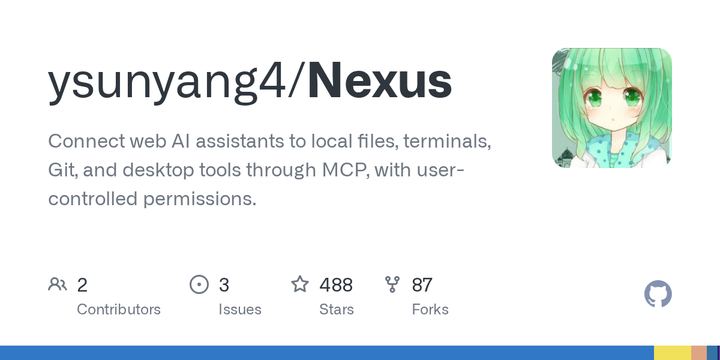 ysunyang4/Nexus
Connect web AI assistants to local files, terminals,
Git, and desktop tools through MCP, with user-
controlled permissions.
2
Contributors
3
Issues
488
Stars
87
Forks